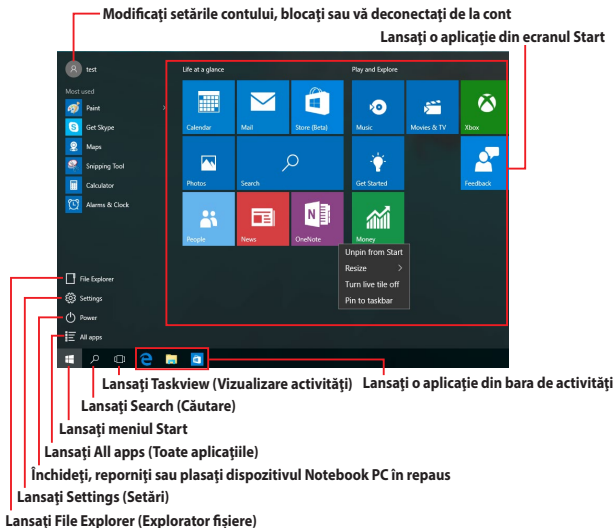 Modificați setările contului, blocați sau vă deconectați de la cont
Lansați o aplicație din ecranul Start
test
Most used
Paint
Get Skype
Maps
Snipping Tool
Calculator
Alarms & Clock
File Explorer
Settings
Power
All apps
Life at a glance
Play and Explore
Calendar
Mail
Store (Beta)
Music
Movies & TV
Xbox
Photos
Search
Get Started
Feedback
People
News
OneNote
Money
Unpin from Start
Resize
Turn live tile off
Pin to taskbar
Lansați Taskview (Vizualizare activități)
Lansați o aplicație din bara de activități
Lansați Search (Căutare)
Lansați meniul Start
Lansați All apps (Toate aplicațiile)
Închideți, reporniți sau plasați dispozitivul Notebook PC în repaus
Lansați Settings (Setări)
Lansați File Explorer (Explorator fișiere)